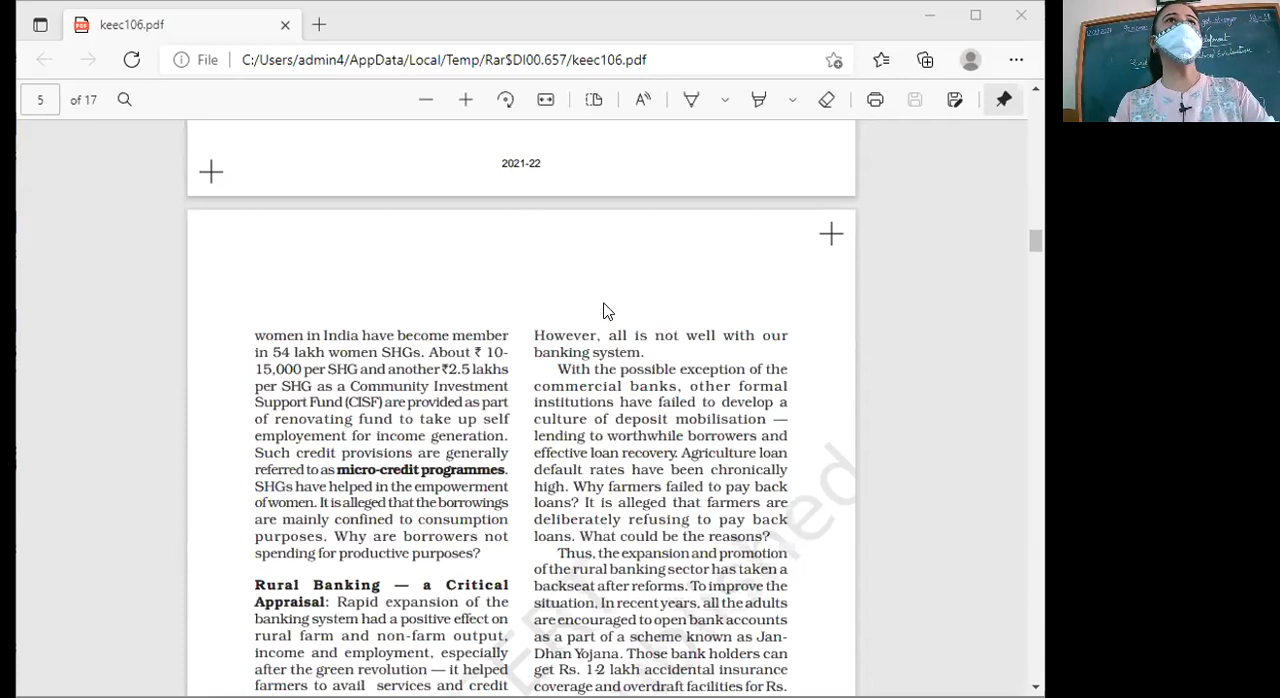 keec106.pdf
File
C:/Users/admin4/AppData/Local/Temp/Rar$DI00.657/keec106.pdf
5
of 17
2021-22
women in India have become member
in 54 lakh women SHGs. About ₹ 10-
15,000 per SHG and another ₹2.5 lakhs
per SHG as a Community Investment
Support Fund (CISF) are provided as part
of renovating fund to take up self
employement for income generation.
Such credit provisions are generally
referred to as micro-credit programmes.
SHGs have helped in the empowerment
of women. It is alleged that the borrowings
are mainly confined to consumption
purposes. Why are borrowers not
spending for productive purposes?
Rural Banking — a Critical
Appraisal: Rapid expansion of the
banking system had a positive effect on
rural farm and non-farm output,
income and employment, especially
after the green revolution — it helped
farmers to avail services and credit
However, all is not well with our
banking system.
With the possible exception of the
commercial banks, other formal
institutions have failed to develop a
culture of deposit mobilisation —
lending to worthwhile borrowers and
effective loan recovery. Agriculture loan
default rates have been chronically
high. Why farmers failed to pay back
loans? It is alleged that farmers are
deliberately refusing to pay back
loans. What could be the reasons?
Thus, the expansion and promotion
of the rural banking sector has taken a
backseat after reforms. To improve the
situation, In recent years, all the adults
are encouraged to open bank accounts
as a part of a scheme known as Jan-
Dhan Yojana. Those bank holders can
get Rs. 1-2 lakh accidental insurance
coverage and overdraft facilities for Rs.